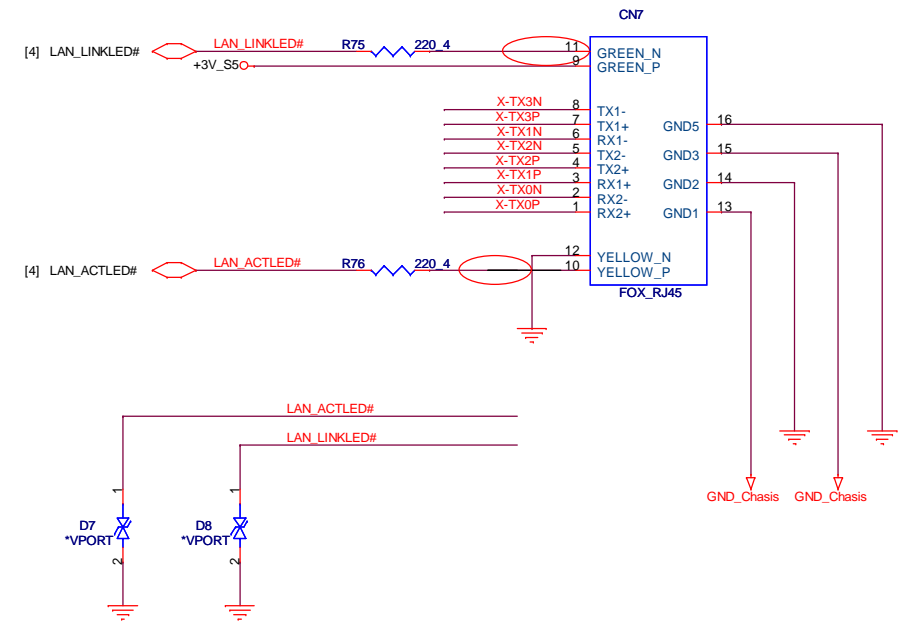 CN7
[4] LAN_LINKLED# LAN_LINKLED# R75 220_4 11 GREEN_N
+3V_S5 9 GREEN_P
X-TX3N 8 TX1-
X-TX3P 7 TX1+ GND5 16
X-TX1N 6 RX1-
X-TX2N 5 TX2- GND3 15
X-TX2P 4 TX2+
X-TX1P 3 RX1+ GND2 14
X-TX0N 2 RX2-
X-TX0P 1 RX2+ GND1 13
12 YELLOW_N
[4] LAN_ACTLED# LAN_ACTLED# R76 220_4 10 YELLOW_P
FOX_RJ45
LAN_ACTLED#
LAN_LINKLED#
1 1
GND_Chasis GND_Chasis
D7 D8
*VPORT *VPORT
2 2